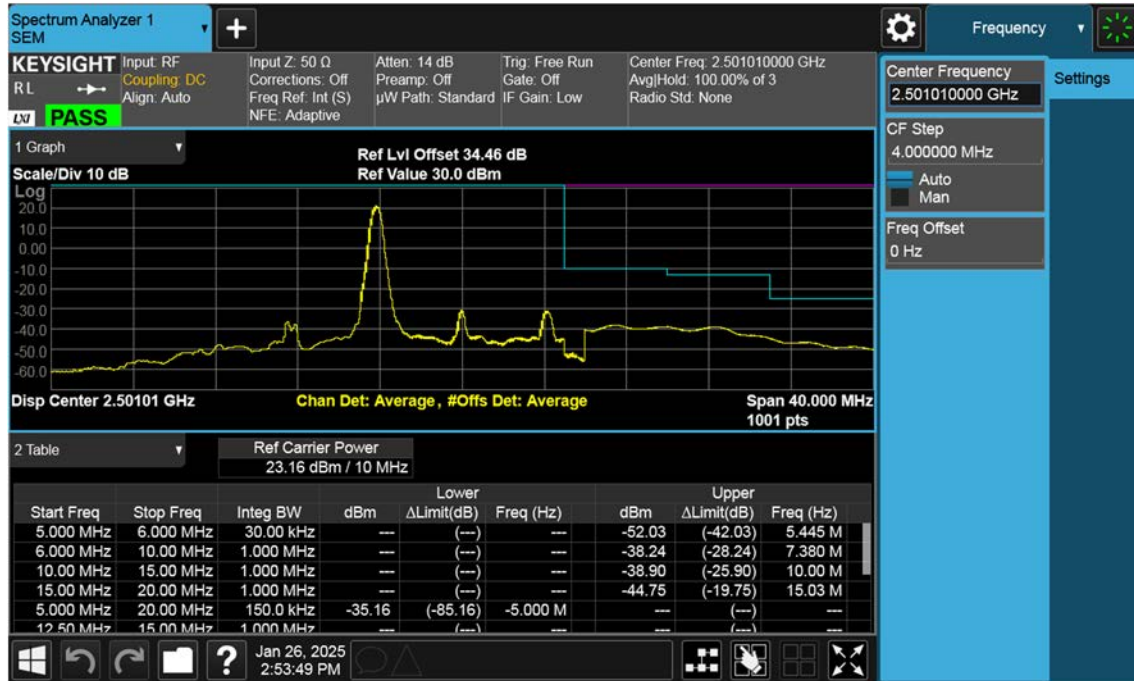 Spectrum Analyzer 1
SEM
Frequency
KEYSIGHT
R L
LXI PASS
Input: RF
Coupling: DC
Align: Auto
Input Z: 50 Ω
Corrections: Off
Freq Ref: Int (S)
NFE: Adaptive
Atten: 14 dB
Preamp: Off
µW Path: Standard
Trig: Free Run
Gate: Off
IF Gain: Low
Center Freq: 2.501010000 GHz
Avg|Hold: 100.00% of 3
Radio Std: None
Center Frequency
2.501010000 GHz
Settings
CF Step
4.000000 MHz
Auto
Man
Freq Offset
0 Hz
1 Graph
Scale/Div 10 dB
Ref Lvl Offset 34.46 dB
Ref Value 30.0 dBm
Log
20.0
10.0
0.00
-10.0
-20.0
-30.0
-40.0
-50.0
-60.0
Disp Center 2.50101 GHz
Chan Det: Average, #Offs Det: Average
Span 40.000 MHz
1001 pts
2 Table
Ref Carrier Power
23.16 dBm / 10 MHz
Lower Upper
Start Freq Stop Freq Integ BW dBm ΔLimit(dB) Freq (Hz) dBm ΔLimit(dB) Freq (Hz)
5.000 MHz 6.000 MHz 30.00 kHz --- (---) --- -52.03 (-42.03) 5.445 M
6.000 MHz 10.00 MHz 1.000 MHz --- (---) --- -38.24 (-28.24) 7.380 M
10.00 MHz 15.00 MHz 1.000 MHz --- (---) --- -38.90 (-25.90) 10.00 M
15.00 MHz 20.00 MHz 1.000 MHz --- (---) --- -44.75 (-19.75) 15.03 M
5.000 MHz 20.00 MHz 150.0 kHz -35.16 (-85.16) -5.000 M --- (---) ---
12.50 MHz 15.00 MHz 1.000 MHz --- (---) --- --- (---) ---
?
Jan 26, 2025
2:53:49 PM